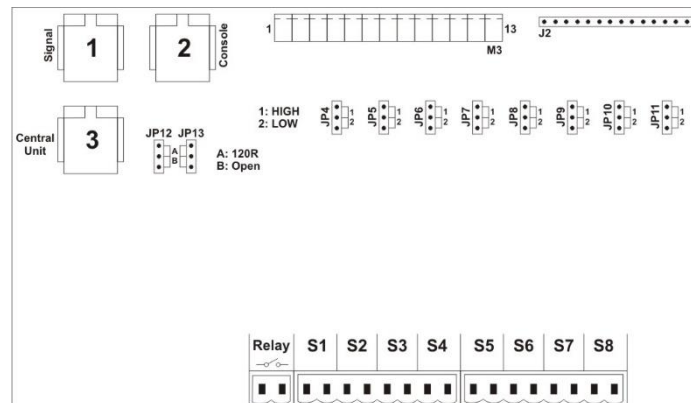 Signal
1
2
Console
1
13
M3
J2
Central
Unit
3
JP12
JP13
A
B
A: 120R
B: Open
1: HIGH
2: LOW
JP4
1
2
JP5
1
2
JP6
1
2
JP7
1
2
JP8
1
2
JP9
1
2
JP10
1
2
JP11
1
2
Relay
S1
S2
S3
S4
S5
S6
S7
S8